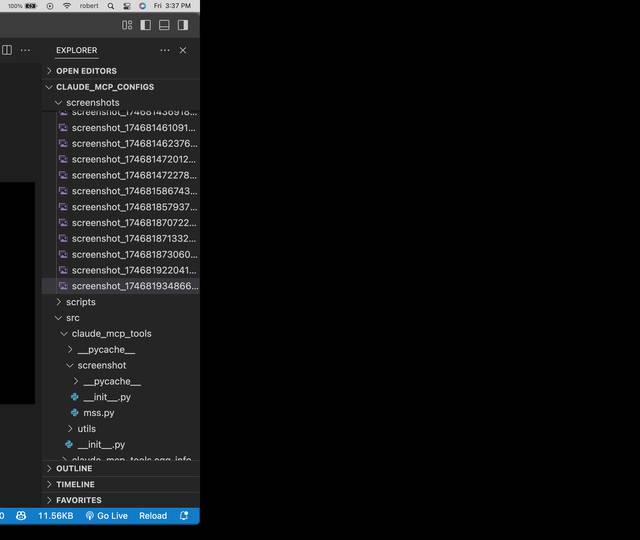 100% robert Fri 3:37 PM
EXPLORER
OPEN EDITORS
CLAUDE_MCP_CONFIGS
screenshots
screenshot_174681436918...
screenshot_174681461091...
screenshot_174681462376...
screenshot_174681472012...
screenshot_174681472278...
screenshot_174681586743...
screenshot_174681857937...
screenshot_174681870722...
screenshot_174681871332...
screenshot_174681873060...
screenshot_174681922041...
screenshot_174681934866...
scripts
src
claude_mcp_tools
__pycache__
screenshot
__pycache__
__init__.py
mss.py
utils
__init__.py
claude_mcp_tools.egg-info
OUTLINE
TIMELINE
FAVORITES
0 11.56KB Go Live Reload